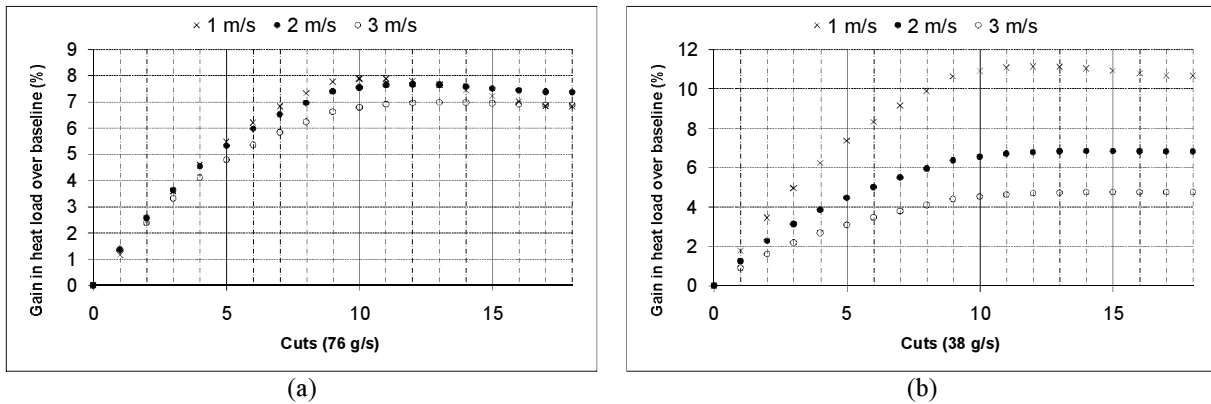 × 1 m/s ● 2 m/s ○ 3 m/s
Gain in heat load over baseline (%)
9
8
7
6
5
4
3
2
1
0
0 5 10 15
Cuts (76 g/s)
(a)
× 1 m/s ● 2 m/s ○ 3 m/s
Gain in heat load over baseline (%)
12
10
8
6
4
2
0
0 5 10 15
Cuts (38 g/s)
(b)